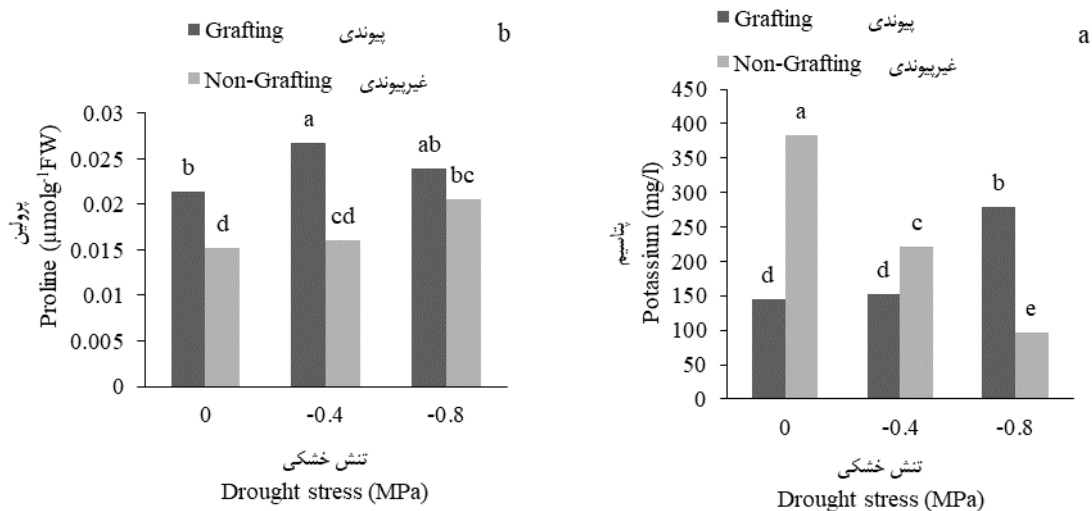 Grafting پیوندی
b
Non-Grafting غیرپیوندی
پرولین
Proline (µmolg⁻¹FW)
0.03
0.025
0.02
0.015
0.01
0.005
0
b
d
a
cd
ab
bc
0 -0.4 -0.8
تنش خشکی
Drought stress (MPa)
Grafting پیوندی
a
Non-Grafting غیرپیوندی
پتاسیم
Potassium (mg/l)
450
400
350
300
250
200
150
100
50
0
d
a
d
c
b
e
0 -0.4 -0.8
تنش خشکی
Drought stress (MPa)